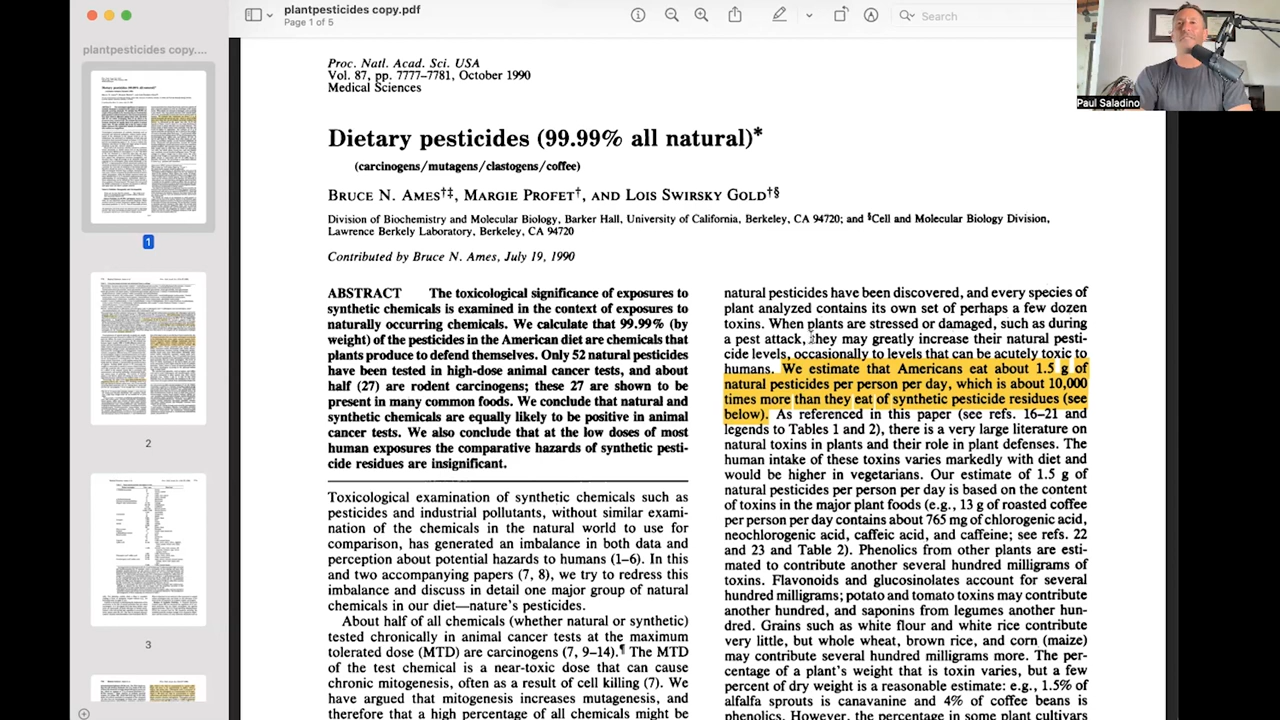 plantpesticides copy.pdf
Page 1 of 5
Search
plantpesticides copy....
1
2
3
Paul Saladino
Proc. Natl. Acad. Sci. USA
Vol. 87, pp. 7777–7781, October 1990
Medical Sciences
Dietary pesticides (99.99% all natural)*
(carcinogens/mutagens/clastogens/coffee)
BRUCE N. AMES†‡, MARGIE PROFET†, AND LOIS SWIRSKY GOLD†§
Division of Biochemistry and Molecular Biology, Barker Hall, University of California, Berkeley, CA 94720; and §Cell and Molecular Biology Division,
Lawrence Berkely Laboratory, Berkeley, CA 94720
Contributed by Bruce N. Ames, July 19, 1990
ABSTRACT The toxicological significance of exposures to
synthetic chemicals is examined in the context of exposures to
naturally occurring chemicals. We calculate that 99.99% (by
weight) of the pesticides in the American diet are chemicals that
plants produce to defend themselves. Only 52 natural pesticides
have been tested in high-dose animal cancer tests, and about
half (27) are rodent carcinogens; these 27 are shown to be
present in many common foods. We conclude that natural and
synthetic chemicals are equally likely to be positive in animal
cancer tests. We also conclude that at the low doses of most
human exposures the comparative hazards of synthetic pesti-
cide residues are insignificant.
Toxicological examination of synthetic chemicals such as
pesticides and industrial pollutants, without similar exami-
nation of the chemicals in the natural world to use for
comparison, has generated an imbalance in both data and
perception about potential hazards to humans (1–6). In this
and two accompanying papers (7, 8), we try to redress this
imbalance. Here we detail one major group of natural
chemicals in the diet—nature's pesticides.
About half of all chemicals (whether natural or synthetic)
tested chronically in animal cancer tests at the maximum
tolerated dose (MTD) are carcinogens (7, 9–14).¶ The MTD
of the test chemical is a near-toxic dose that can cause
chronic mitogenesis, often as a result of cell killing (7). We
have argued that mitogenesis increases mutagenesis, and
therefore that a high percentage of all chemicals might be
natural pesticides have been discovered, and every species of
plant analyzed contains its own set of perhaps a few dozen
toxins. When plants are stressed or damaged, such as during
a pest attack, they may greatly increase their natural pesti-
cide levels, occasionally to levels that can be acutely toxic to
humans. We estimate that Americans eat about 1.5 g of
natural pesticides per person per day, which is about 10,000
times more than they eat of synthetic pesticide residues (see
below). As referenced in this paper (see refs. 16–21 and
legends to Tables 1 and 2), there is a very large literature on
natural toxins in plants and their role in plant defenses. The
human intake of these toxins varies markedly with diet and
would be higher in vegetarians. Our estimate of 1.5 g of
natural pesticides per person per day is based on the content
of toxins in the major plant foods (e.g., 13 g of roasted coffee
per person per day contains about 765 mg of chlorogenic acid,
neochlorogenic acid, caffeic acid, and caffeine; see refs. 22
and 23 and Table 2). Phenolics from other plants are esti-
mated to contribute another several hundred milligrams of
toxins. Flavonoids and glucosinolates account for several
hundred milligrams; potato and tomato toxins may contribute
another hundred, and saponins from legumes another hun-
dred. Grains such as white flour and white rice contribute
very little, but whole wheat, brown rice, and corn (maize)
may contribute several hundred milligrams more. The per-
centage of a plant's weight that is toxin varies, but a few
percent of dry weight is a reasonable estimate: e.g., 1.5% of
alfalfa sprouts is canavanine and 4% of coffee beans is
phenolics. However, the percentage in some plant cultivars